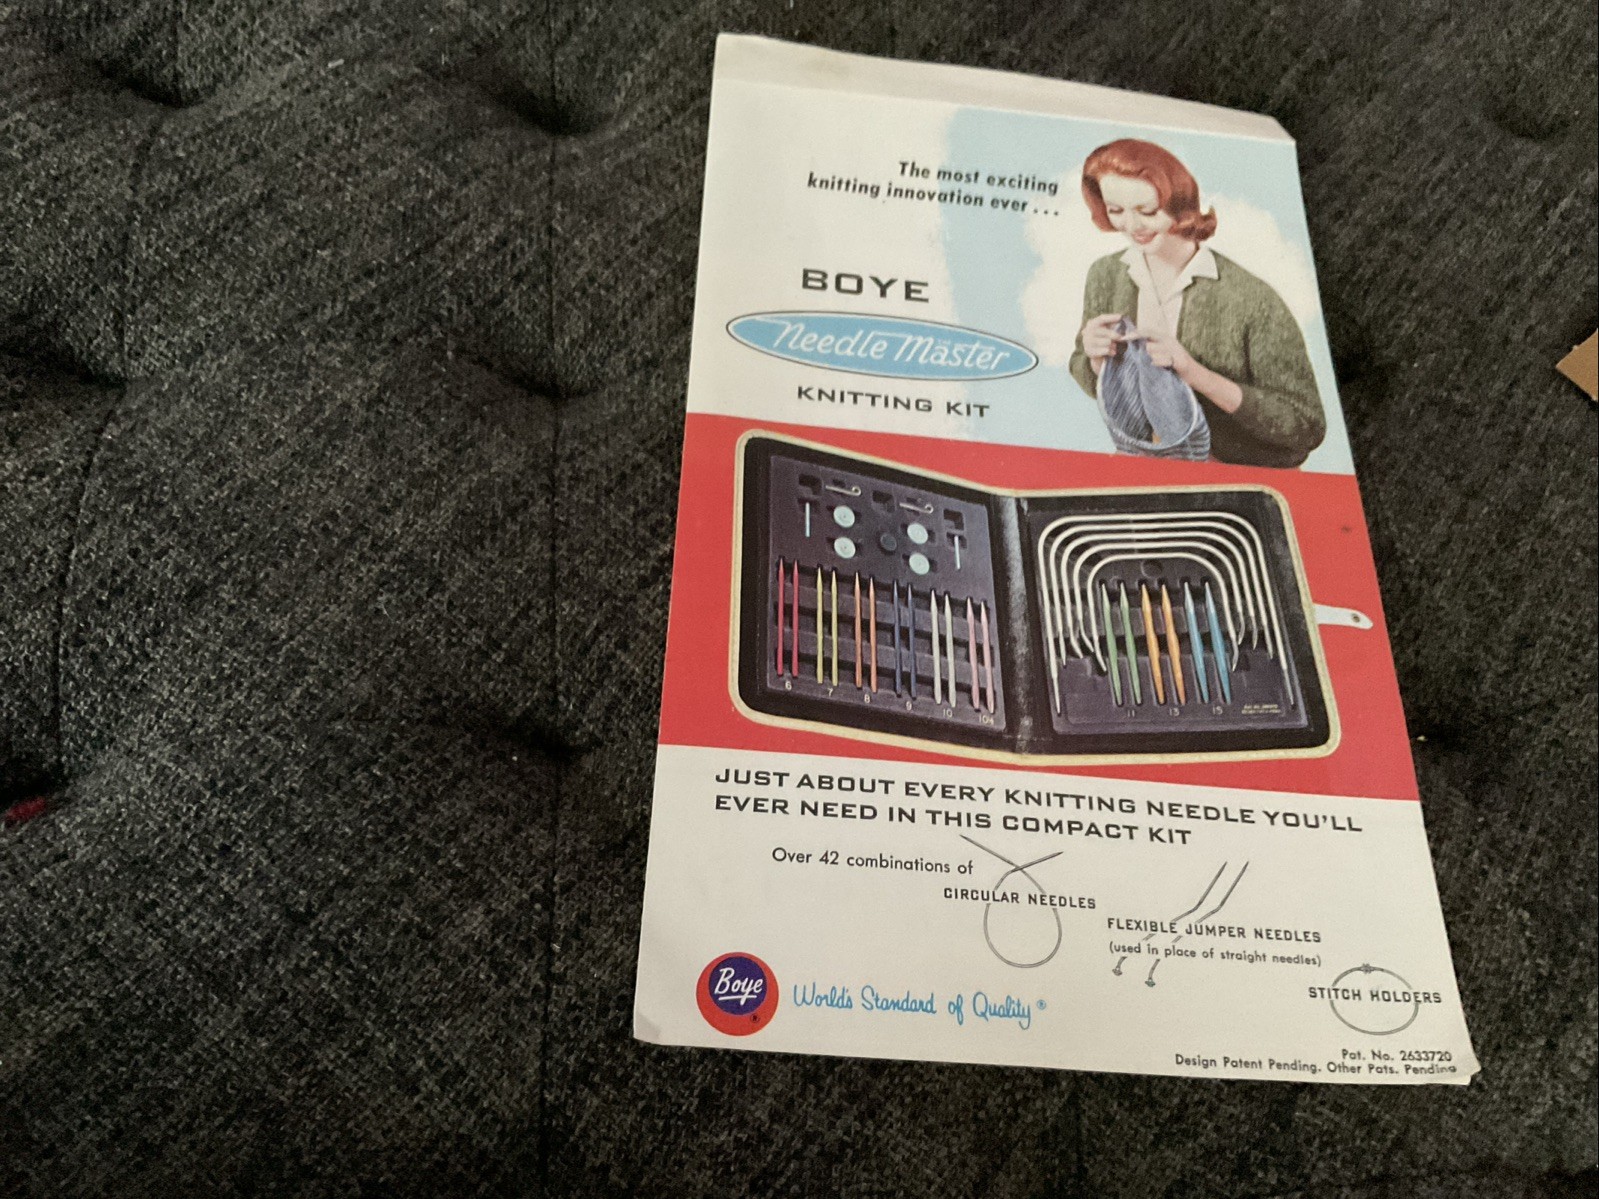 The most exciting
knitting innovation ever . . .
BOYE
Needle Master
KNITTING KIT
6 7 8 9 10 10½
11 13 15
JUST ABOUT EVERY KNITTING NEEDLE YOU'LL
EVER NEED IN THIS COMPACT KIT
Over 42 combinations of
CIRCULAR NEEDLES
FLEXIBLE JUMPER NEEDLES
(used in place of straight needles)
STITCH HOLDERS
Boye ®
World's Standard of Quality ®
Pat. No. 2633720
Design Patent Pending. Other Pats. Pending